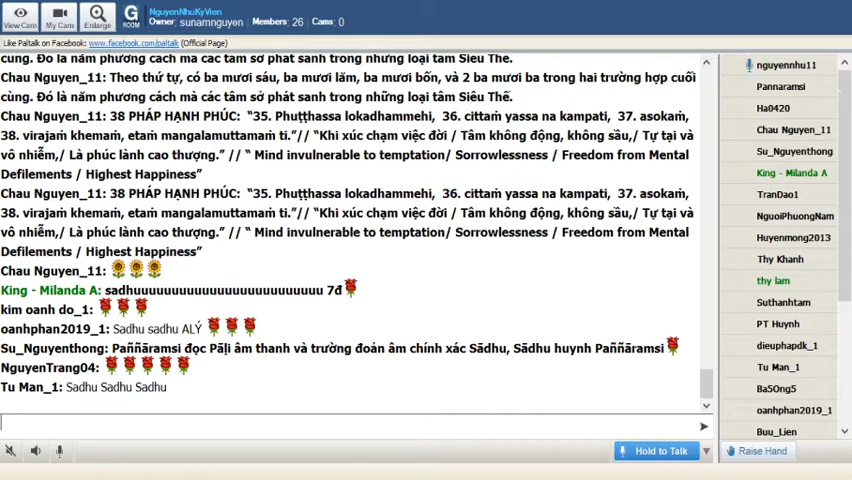 NguyenNhuKyVien
Owner: sunamnguyen Members: 26 Cams: 0
View Cam My Cam Enlarge G ROOM
Like Paltalk on Facebook: www.facebook.com/paltalk (Official Page)
cùng. Đó là năm phương cách mà các tâm sở phát sanh trong những loại tâm Siêu Thế.
Chau Nguyen_11: Theo thứ tự, có ba mươi sáu, ba mươi lăm, ba mươi bốn, và 2 ba mươi ba trong hai trường hợp cuối
cùng. Đó là năm phương cách mà các tâm sở phát sanh trong những loại tâm Siêu Thế.
Chau Nguyen_11: 38 PHÁP HẠNH PHÚC: “35. Phuṭṭhassa lokadhammehi, 36. cittaṁ yassa na kampati, 37. asokaṁ,
38. virajaṁ khemaṁ, etaṁ mangalamuttamaṁ ti.”// “Khi xúc chạm việc đời / Tâm không động, không sầu,/ Tự tại và
vô nhiễm,/ Là phúc lành cao thượng.” // “ Mind invulnerable to temptation/ Sorrowlessness / Freedom from Mental
Defilements / Highest Happiness”
Chau Nguyen_11: 38 PHÁP HẠNH PHÚC: “35. Phuṭṭhassa lokadhammehi, 36. cittaṁ yassa na kampati, 37. asokaṁ,
38. virajaṁ khemaṁ, etaṁ mangalamuttamaṁ ti.”// “Khi xúc chạm việc đời / Tâm không động, không sầu,/ Tự tại và
vô nhiễm,/ Là phúc lành cao thượng.” // “ Mind invulnerable to temptation/ Sorrowlessness / Freedom from Mental
Defilements / Highest Happiness”
Chau Nguyen_11:
King - Milanda A: sadhuuuuuuuuuuuuuuuuuuuuuuuuu 7đ
kim oanh do_1:
oanhphan2019_1: Sadhu sadhu ALÝ
Su_Nguyenthong: Paññāramsi đọc Pāḷi âm thanh và trường đoản âm chính xác Sādhu, Sādhu huynh Paññāramsi
NguyenTrang04:
Tu Man_1: Sadhu Sadhu Sadhu
Hold to Talk
nguyennhu11
Pannaramsi
Ha0420
Chau Nguyen_11
Su_Nguyenthong
King - Milanda A
TranDao1
NguoiPhuongNam
Huyenmong2013
Thy Khanh
thy lam
Suthanhtam
PT Huynh
dieuphapdk_1
Tu Man_1
Ba5Ong5
oanhphan2019_1
Buu_Lien
Raise Hand